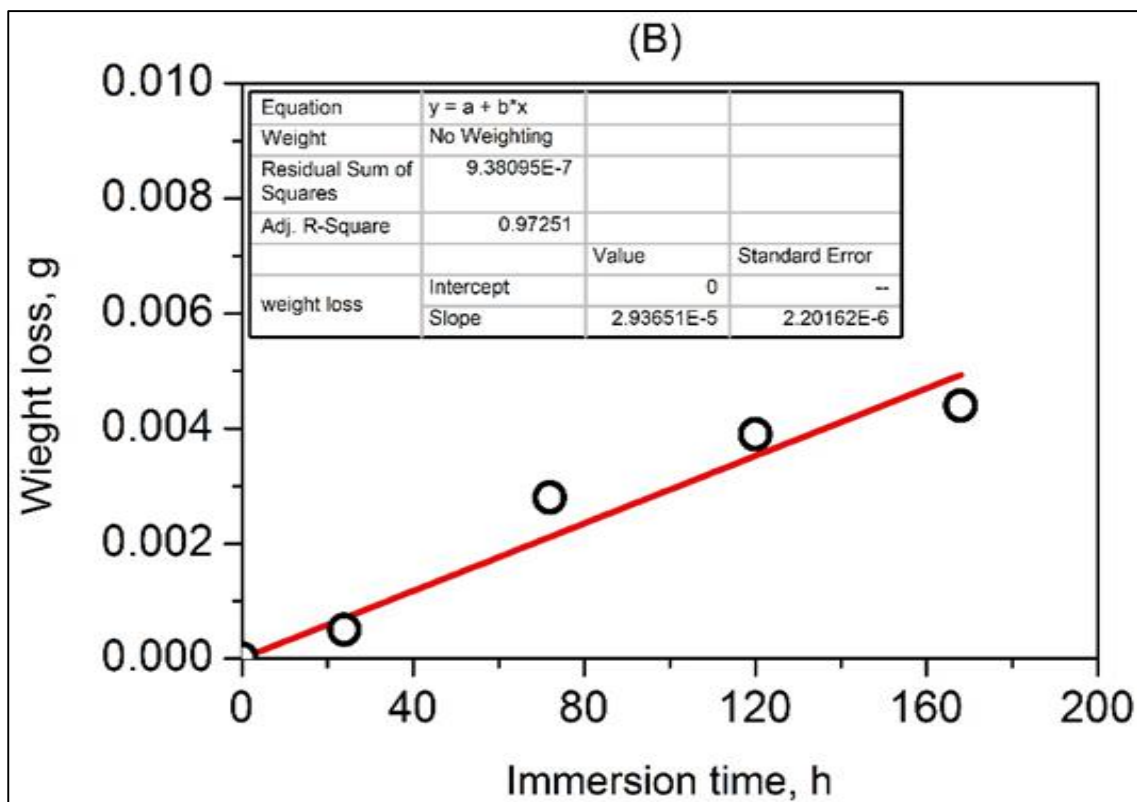 (B)
0.010
0.008
0.006
0.004
0.002
0.000
Wieght loss, g
Equation y = a + b*x
Weight No Weighting
Residual Sum of
Squares 9.38095E-7
Adj. R-Square 0.97251
Value Standard Error
weight loss
Intercept 0 --
Slope 2.93651E-5 2.20162E-6
0 40 80 120 160 200
Immersion time, h